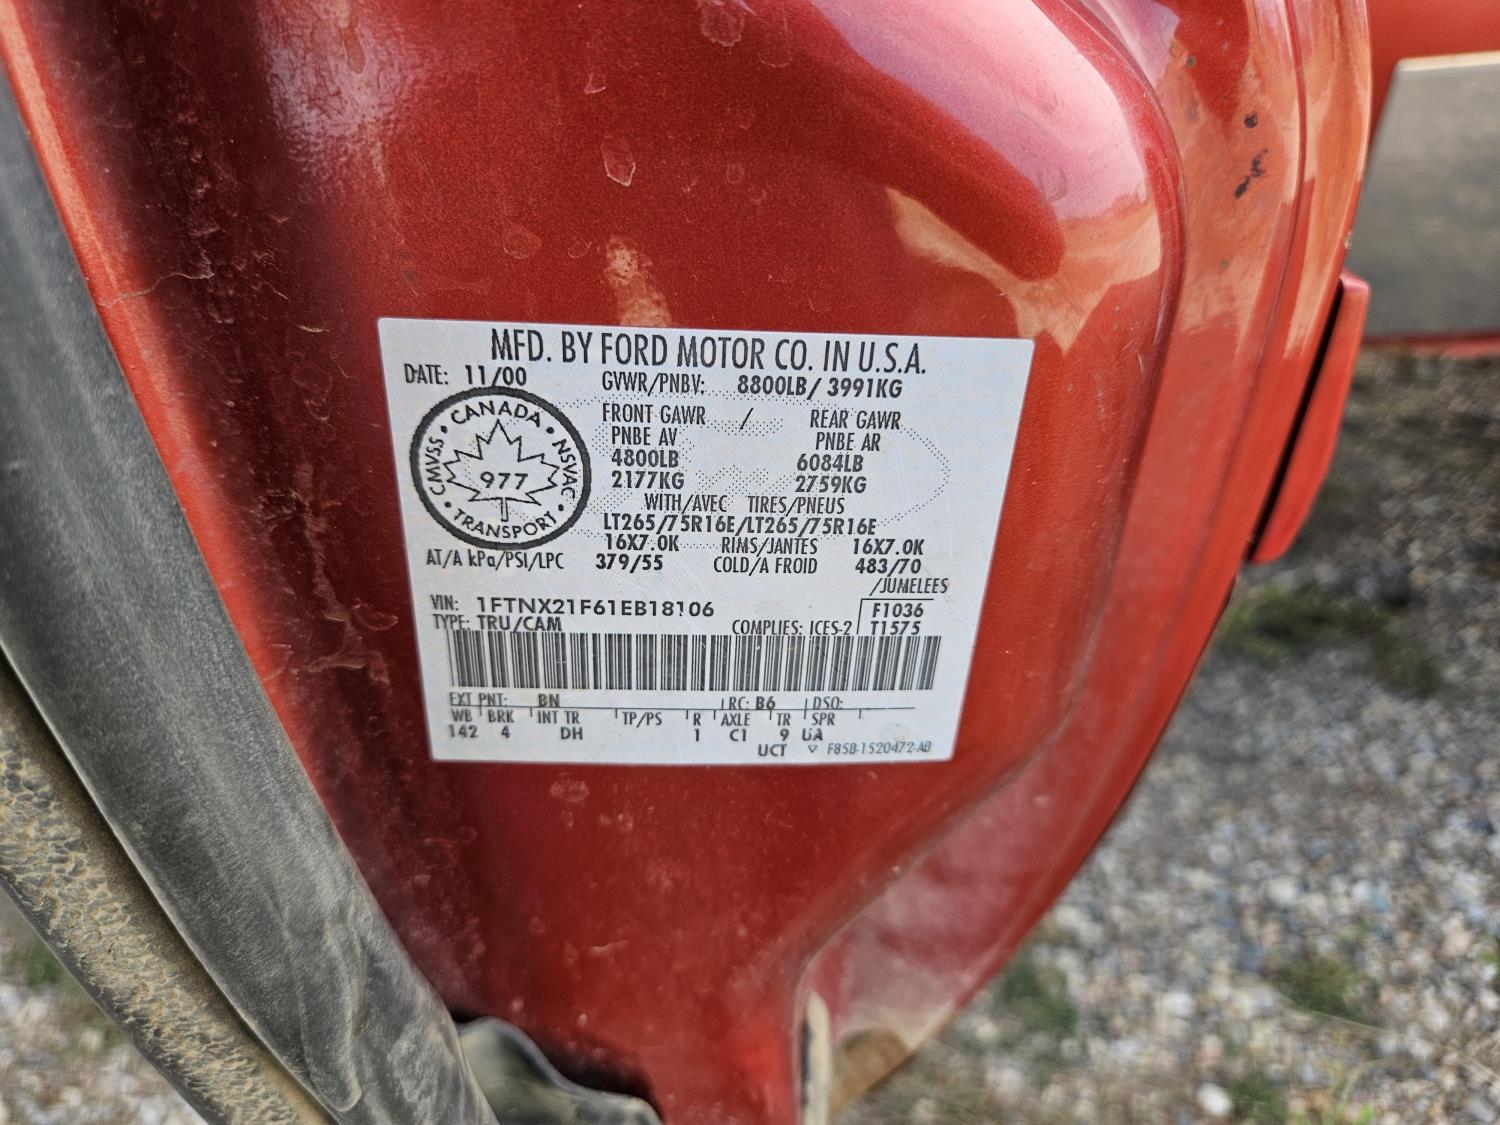 MFD. BY FORD MOTOR CO. IN U.S.A.
DATE: 11/00 GVWR/PNBV: 8800LB/ 3991KG
CANADA
CMVSS NSVAC
977
TRANSPORT
FRONT GAWR / REAR GAWR
PNBE AV PNBE AR
4800LB 6084LB
2177KG 2759KG
WITH/AVEC TIRES/PNEUS
LT265/75R16E/LT265/75R16E
16X7.0K RIMS/JANTES 16X7.0K
AT/A kPa/PSI/LPC 379/55 COLD/A FROID 483/70
/JUMELEES
VIN: 1FTNX21F61EB18106 F1036
TYPE: TRU/CAM COMPLIES: ICES-2 T1575
EXT PNT: BN RC: B6 DSO:
WB BRK INT TR TP/PS R AXLE TR SPR
142 4 DH 1 C1 9 UA
UCT F85B-1520472-AB